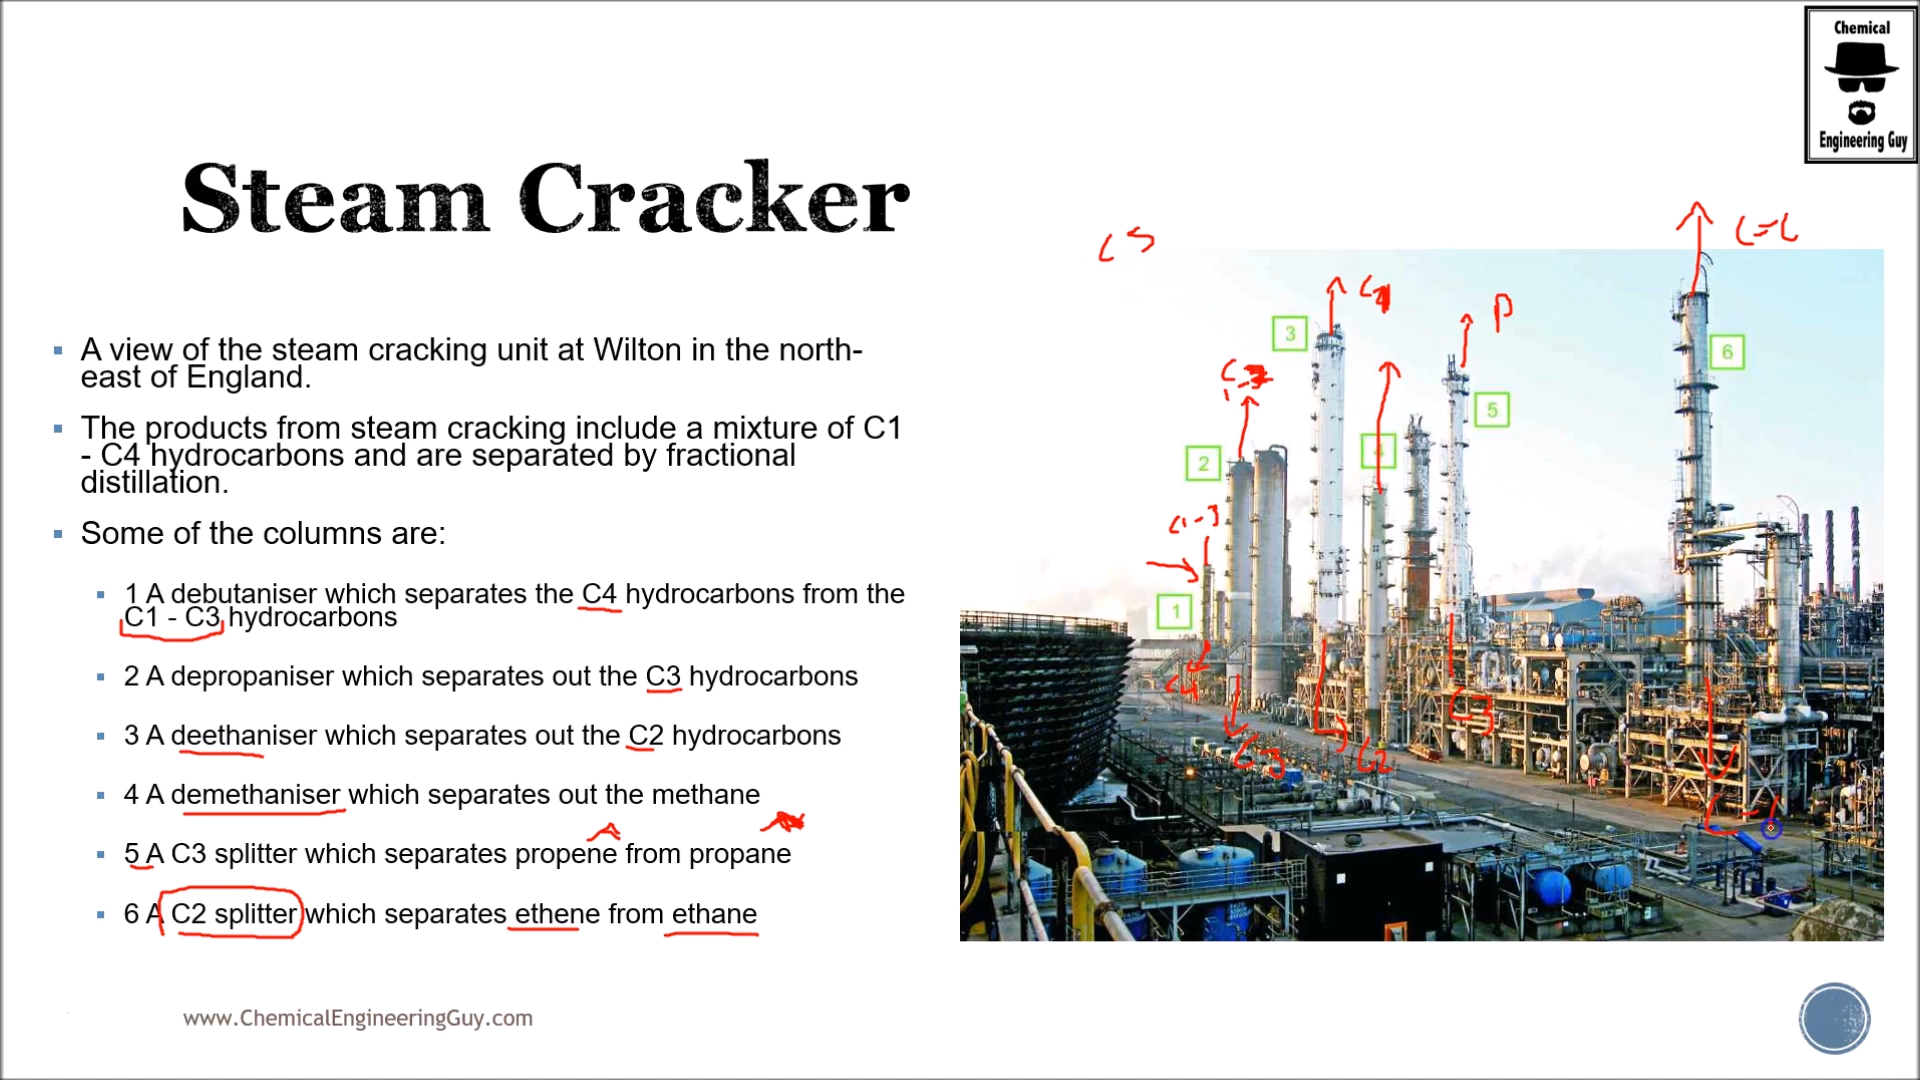 Chemical
Engineering Guy
Steam Cracker
A view of the steam cracking unit at Wilton in the north-
east of England.
The products from steam cracking include a mixture of C1
- C4 hydrocarbons and are separated by fractional
distillation.
Some of the columns are:
1 A debutaniser which separates the C4 hydrocarbons from the
C1 - C3 hydrocarbons
2 A depropaniser which separates out the C3 hydrocarbons
3 A deethaniser which separates out the C2 hydrocarbons
4 A demethaniser which separates out the methane
5 A C3 splitter which separates propene from propane
6 A C2 splitter which separates ethene from ethane
www.ChemicalEngineeringGuy.com
C5
C=C
P
3
6
5
2
4
C1-3
1
C4
C3
C2
C3